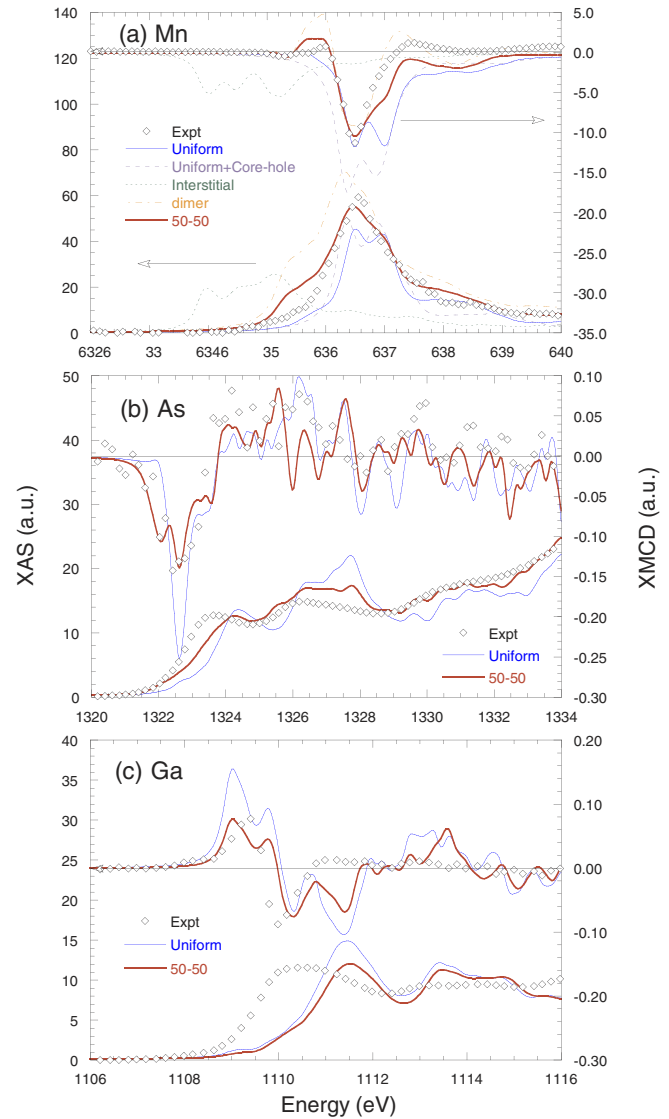 (a) Mn
140
120
100
80
60
40
20
0
5.0
0.0
-5.0
-10.0
-15.0
-20.0
-25.0
-30.0
-35.0
Expt
Uniform
Uniform+Core-hole
Interstitial
dimer
50-50
6326 33 6346 35 636 637 638 639 640
(b) As
50
40
30
20
10
0
0.10
0.05
0.00
-0.05
-0.10
-0.15
-0.20
-0.25
-0.30
XAS (a.u.)
XMCD (a.u.)
Expt
Uniform
50-50
1320 1322 1324 1326 1328 1330 1332 1334
(c) Ga
40
35
30
25
20
15
10
5
0
0.20
0.10
0.00
-0.10
-0.20
-0.30
Expt
Uniform
50-50
1106 1108 1110 1112 1114 1116
Energy (eV)